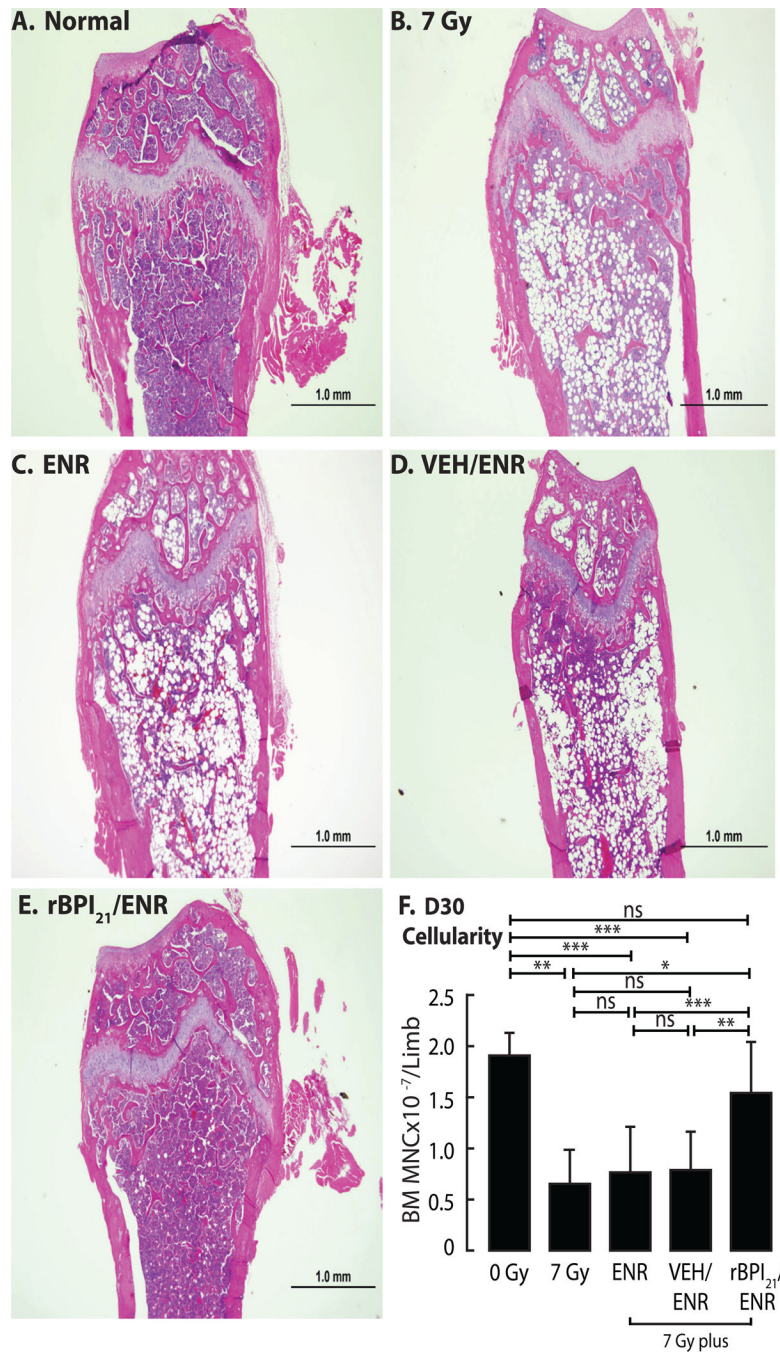 A. Normal
B. 7 Gy
1.0 mm
1.0 mm
C. ENR
D. VEH/ENR
1.0 mm
1.0 mm
E. rBPI21/ENR
1.0 mm
F. D30
Cellularity
ns
***
***
**
*
ns
ns
***
ns
**
BM MNCx10 -7/Limb
2.5
2.0
1.5
1.0
0.5
0
0 Gy
7 Gy
ENR
VEH/
ENR
rBPI21/
ENR
7 Gy plus